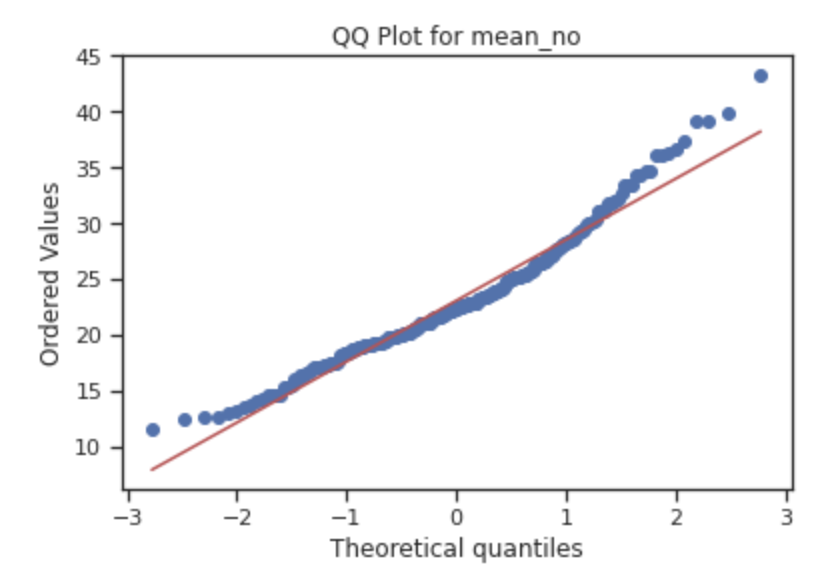 QQ Plot for mean_no
45
40
35
30
25
20
15
10
Ordered Values
−3 −2 −1 0 1 2 3
Theoretical quantiles